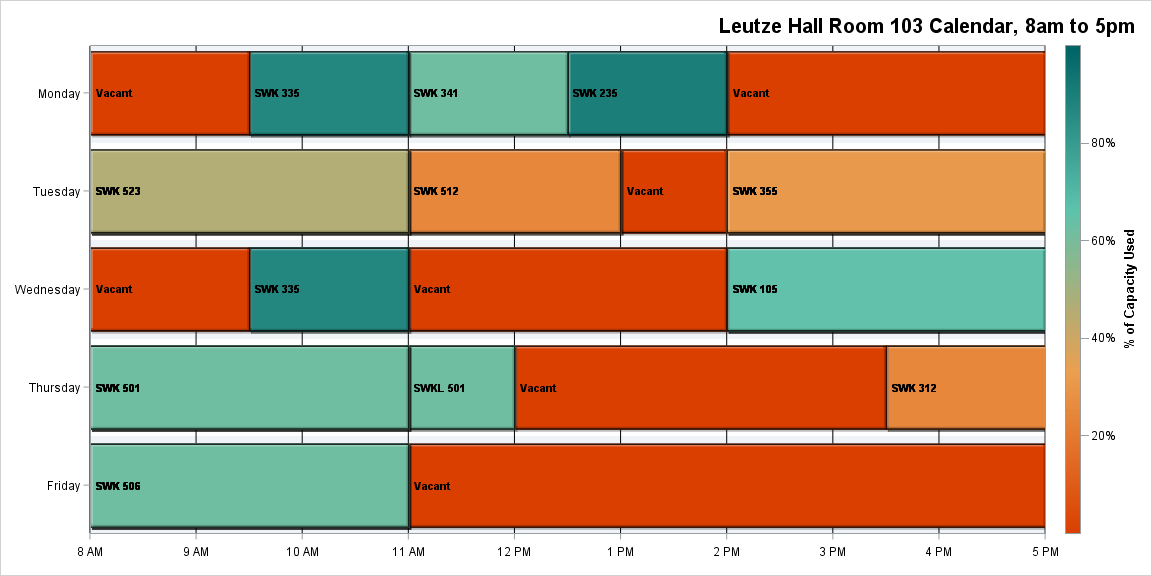 Leutze Hall Room 103 Calendar, 8am to 5pm
Monday
Vacant
SWK 335
SWK 341
SWK 235
Vacant
Tuesday
SWK 523
SWK 512
Vacant
SWK 355
Wednesday
Vacant
SWK 335
Vacant
SWK 105
Thursday
SWK 501
SWKL 501
Vacant
SWK 312
Friday
SWK 506
Vacant
8 AM 9 AM 10 AM 11 AM 12 PM 1 PM 2 PM 3 PM 4 PM 5 PM
80%
60%
40%
20%
% of Capacity Used